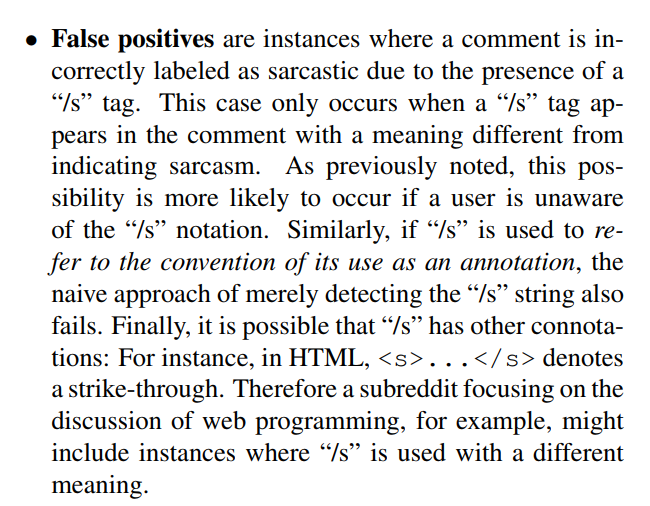 • False positives are instances where a comment is in-
correctly labeled as sarcastic due to the presence of a
“/s” tag. This case only occurs when a “/s” tag ap-
pears in the comment with a meaning different from
indicating sarcasm. As previously noted, this pos-
sibility is more likely to occur if a user is unaware
of the “/s” notation. Similarly, if “/s” is used to re-
fer to the convention of its use as an annotation, the
naive approach of merely detecting the “/s” string also
fails. Finally, it is possible that “/s” has other connota-
tions: For instance, in HTML, <s>...</s> denotes
a strike-through. Therefore a subreddit focusing on the
discussion of web programming, for example, might
include instances where “/s” is used with a different
meaning.